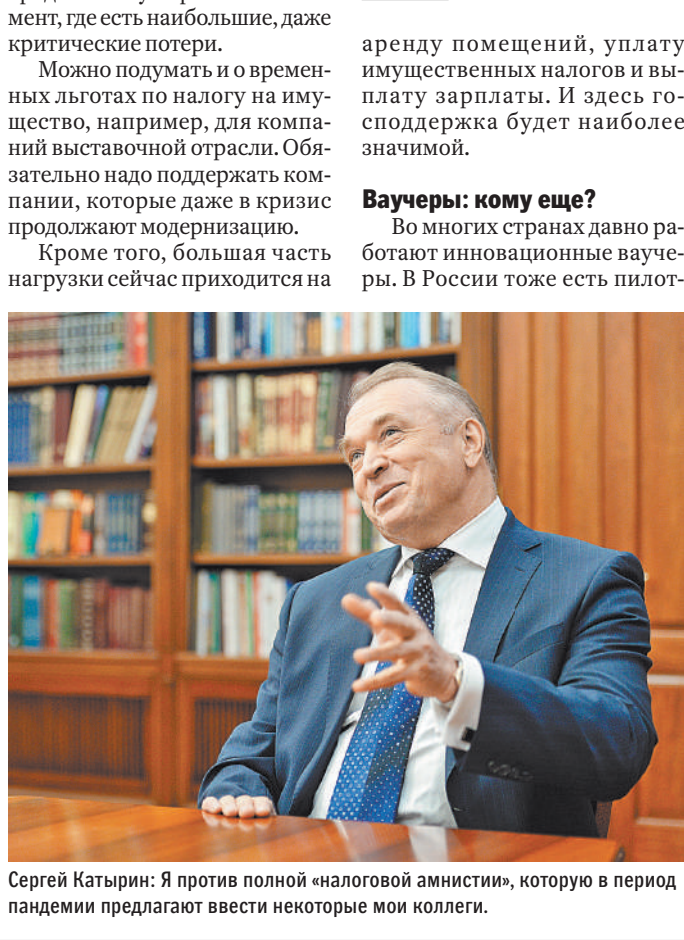 мент, где есть наибольшие, даже
критические потери.
Можно подумать и о времен-
ных льготах по налогу на иму-
щество, например, для компа-
ний выставочной отрасли. Обя-
зательно надо поддержать ком-
пании, которые даже в кризис
продолжают модернизацию.
Кроме того, большая часть
нагрузки сейчас приходится на
аренду помещений, уплату
имущественных налогов и вы-
плату зарплаты. И здесь го-
споддержка будет наиболее
значимой.
Ваучеры: кому еще?
Во многих странах давно ра-
ботают инновационные вауче-
ры. В России тоже есть пилот-
Сергей Катырин: Я против полной «налоговой амнистии», которую в период
пандемии предлагают ввести некоторые мои коллеги.